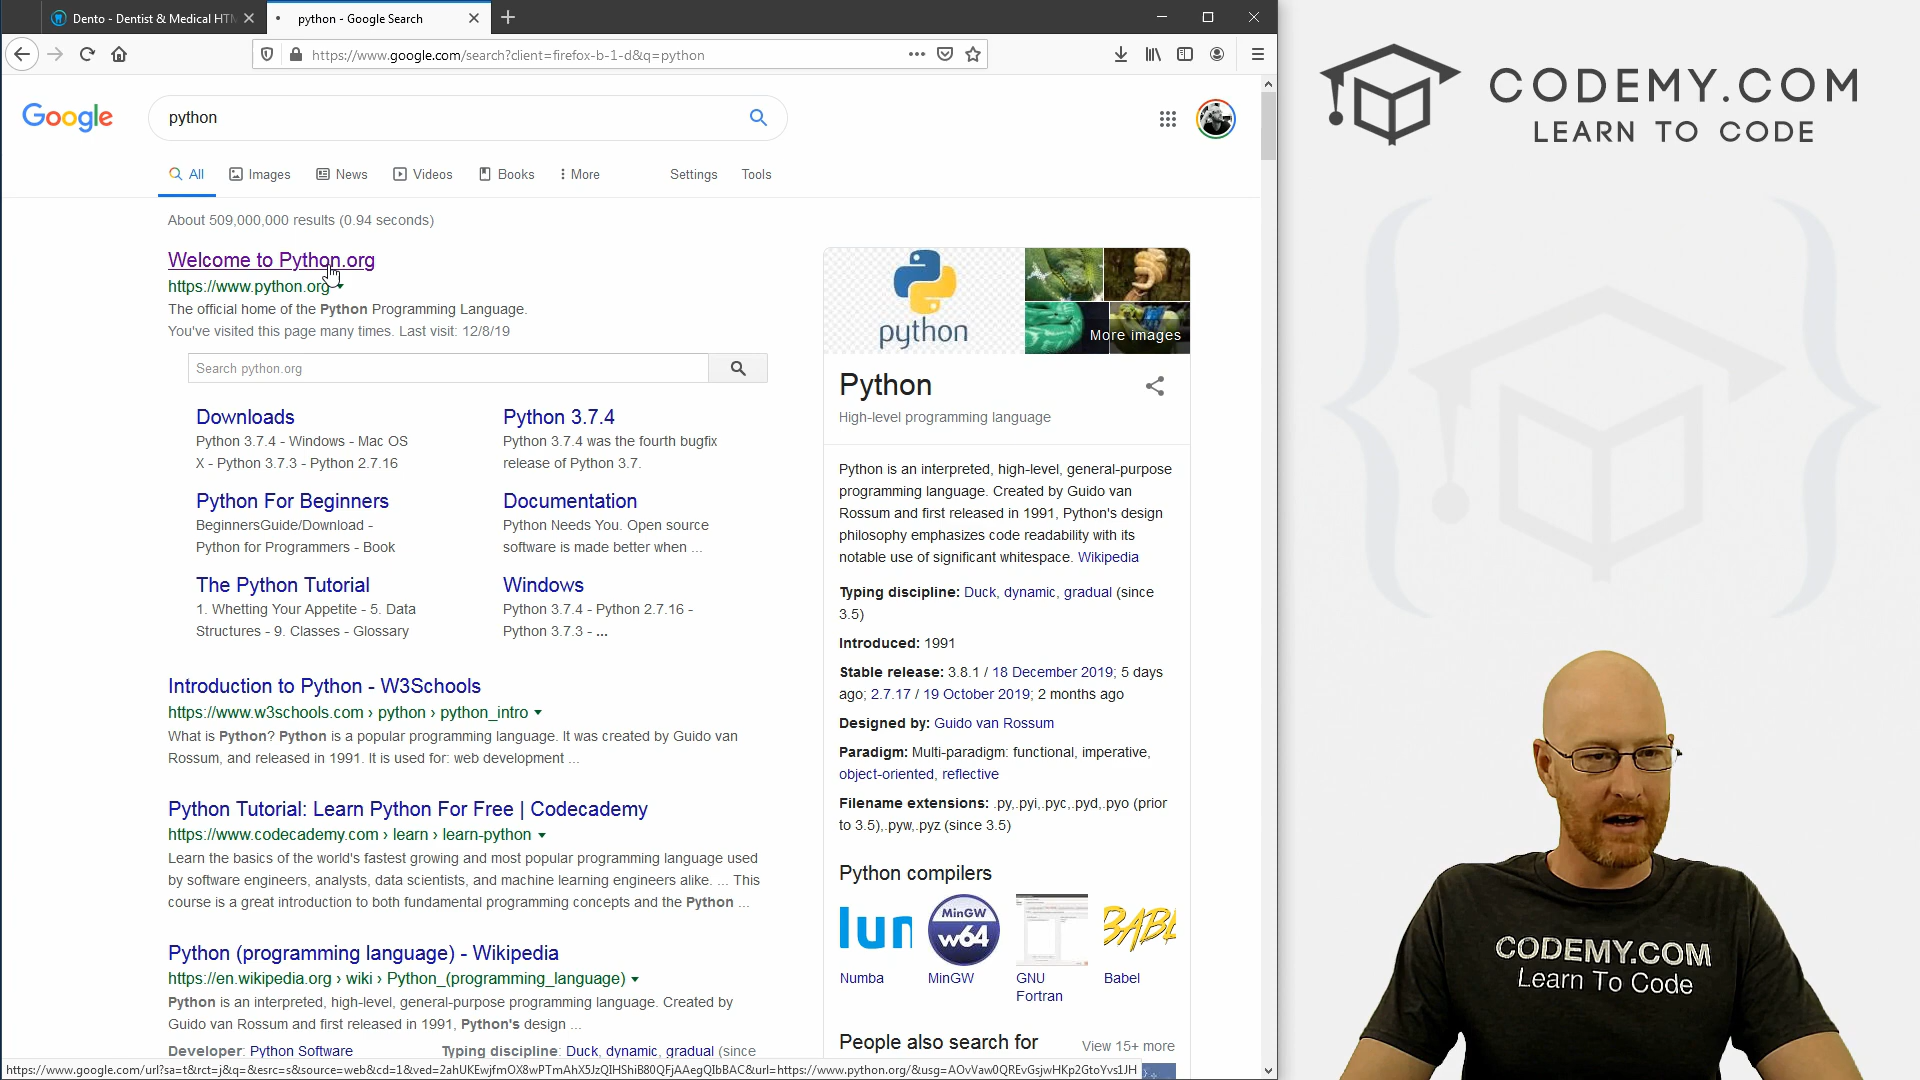 Dento - Dentist & Medical HTM
python - Google Search
https://www.google.com/search?client=firefox-b-1-d&q=python
CODEMY.COM
LEARN TO CODE
Google
python
All
Images
News
Videos
Books
More
Settings
Tools
About 509,000,000 results (0.94 seconds)
Welcome to Python.org
https://www.python.org
The official home of the Python Programming Language.
You've visited this page many times. Last visit: 12/8/19
Search python.org
Downloads
Python 3.7.4 - Windows - Mac OS
X - Python 3.7.3 - Python 2.7.16
Python 3.7.4
Python 3.7.4 was the fourth bugfix
release of Python 3.7.
Python For Beginners
BeginnersGuide/Download -
Python for Programmers - Book
Documentation
Python Needs You. Open source
software is made better when ...
The Python Tutorial
1. Whetting Your Appetite - 5. Data
Structures - 9. Classes - Glossary
Windows
Python 3.7.4 - Python 2.7.16 -
Python 3.7.3 - ...
Introduction to Python - W3Schools
https://www.w3schools.com › python › python_intro
What is Python? Python is a popular programming language. It was created by Guido van
Rossum, and released in 1991. It is used for: web development ...
Python Tutorial: Learn Python For Free | Codecademy
https://www.codecademy.com › learn › learn-python
Learn the basics of the world's fastest growing and most popular programming language used
by software engineers, analysts, data scientists, and machine learning engineers alike. ... This
course is a great introduction to both fundamental programming concepts and the Python ...
Python (programming language) - Wikipedia
https://en.wikipedia.org › wiki › Python_(programming_language)
Python is an interpreted, high-level, general-purpose programming language. Created by
Guido van Rossum and first released in 1991, Python's design ...
Developer: Python Software
Typing discipline: Duck, dynamic, gradual (since
python
More images
Python
High-level programming language
Python is an interpreted, high-level, general-purpose
programming language. Created by Guido van
Rossum and first released in 1991, Python's design
philosophy emphasizes code readability with its
notable use of significant whitespace. Wikipedia
Typing discipline: Duck, dynamic, gradual (since
3.5)
Introduced: 1991
Stable release: 3.8.1 / 18 December 2019; 5 days
ago; 2.7.17 / 19 October 2019; 2 months ago
Designed by: Guido van Rossum
Paradigm: Multi-paradigm: functional, imperative,
object-oriented, reflective
Filename extensions: .py,.pyi,.pyc,.pyd,.pyo (prior
to 3.5),.pyw,.pyz (since 3.5)
Python compilers
MinGW
w64
Numba
MinGW
GNU
Fortran
Babel
People also search for
View 15+ more
https://www.google.com/url?sa=t&rct=j&q=&esrc=s&source=web&cd=1&ved=2ahUKEwjfmOX8wPTmAhX5JzQIHShiB80QFjAAegQIbBAC&url=https://www.python.org/&usg=AOvVaw0QREvGsjwHKp2GtoYvs1JH
CODEMY.COM
Learn To Code